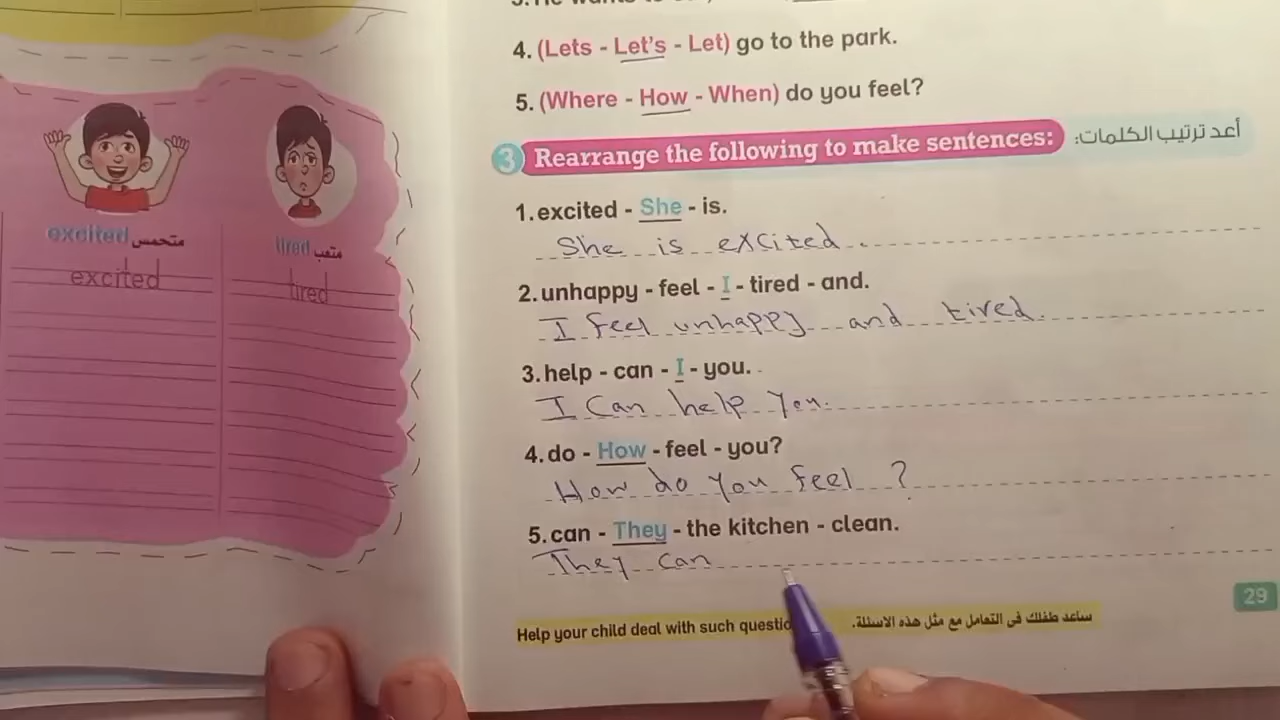 excited متحمس
excited
tired متعب
tired
4. (Lets - Let's - Let) go to the park.
5. (Where - How - When) do you feel?
3 Rearrange the following to make sentences: أعد ترتيب الكلمات:
1. excited - She - is.
She is excited.
2. unhappy - feel - I - tired - and.
I feel unhappy and tired.
3. help - can - I - you.
I Can help you.
4. do - How - feel - you?
How do you feel ?
5. can - They - the kitchen - clean.
They can
29
Help your child deal with such ساعد طفلك فى التعامل مع مثل هذه الاسئلة.